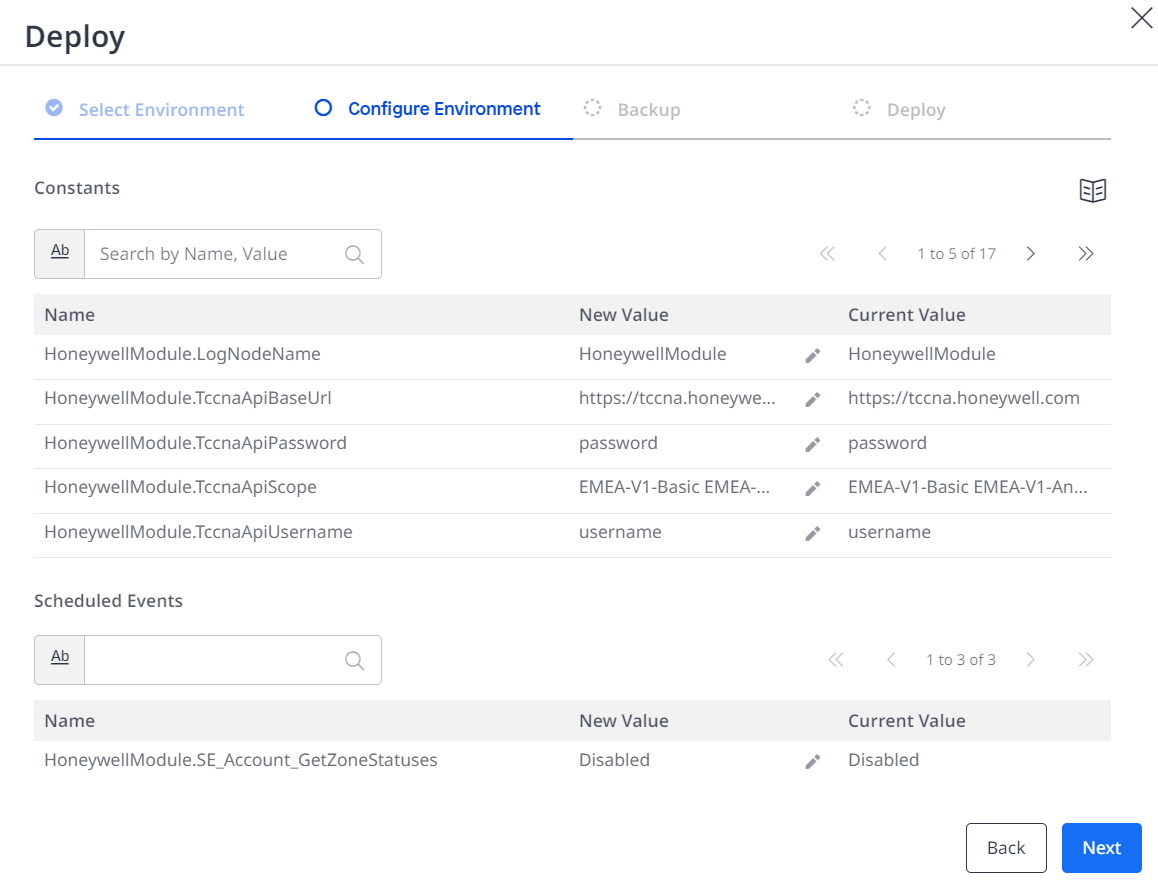 Deploy
Select Environment Configure Environment Backup Deploy
Constants
Ab Search by Name, Value 1 to 5 of 17
Name New Value Current Value
HoneywellModule.LogNodeName HoneywellModule HoneywellModule
HoneywellModule.TccnaApiBaseUrl https://tccna.honeywe... https://tccna.honeywell.com
HoneywellModule.TccnaApiPassword password password
HoneywellModule.TccnaApiScope EMEA-V1-Basic EMEA-... EMEA-V1-Basic EMEA-V1-An...
HoneywellModule.TccnaApiUsername username username
Scheduled Events
Ab 1 to 3 of 3
Name New Value Current Value
HoneywellModule.SE_Account_GetZoneStatuses Disabled Disabled
Back Next